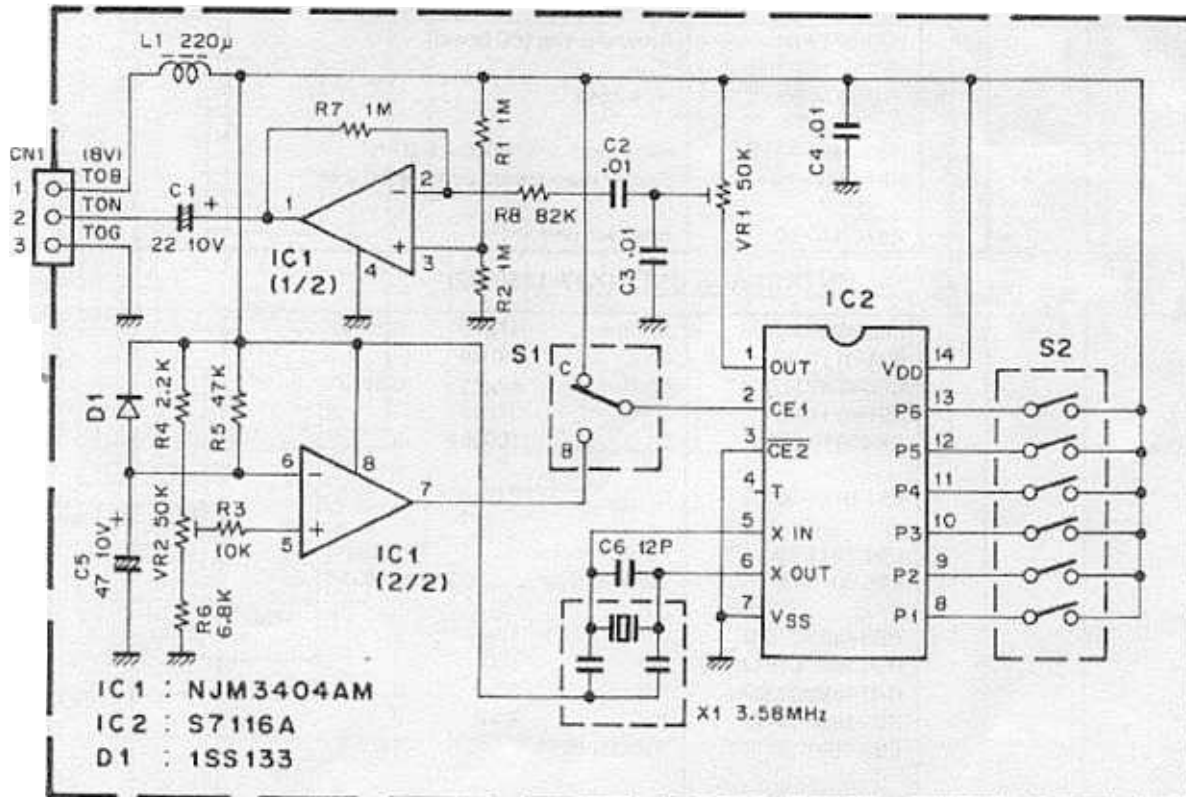 L1 220μ
R7 1M
R1 1M
CN1
(8V)
TOB
1
TON
2
TOG
3
C1
+
22 10V
1
2
−
+
3
4
IC1
(1/2)
R8 82K
C2
.01
C3 .01
R2 1M
VR1 50K
C4 .01
IC2
S1
C
B
S2
1 OUT
2 CE1
3 CE2
4 T
5 X IN
6 X OUT
7 VSS
VDD 14
P6 13
P5 12
P4 11
P3 10
P2 9
P1 8
D1
R4 2.2K
R5 47K
6
−
8
7
+
5
R3
10K
IC1
(2/2)
C5
47 10V
+
VR2 50K
R6
6.8K
C6 12P
X1 3.58MHz
IC1 : NJM3404AM
IC2 : S7116A
D1 : 1SS133